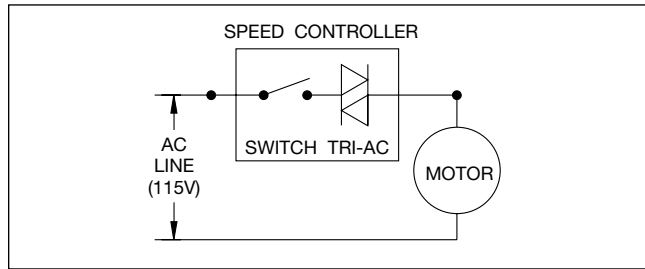 SPEED CONTROLLER
SWITCH TRI-AC
AC
LINE
(115V)
MOTOR